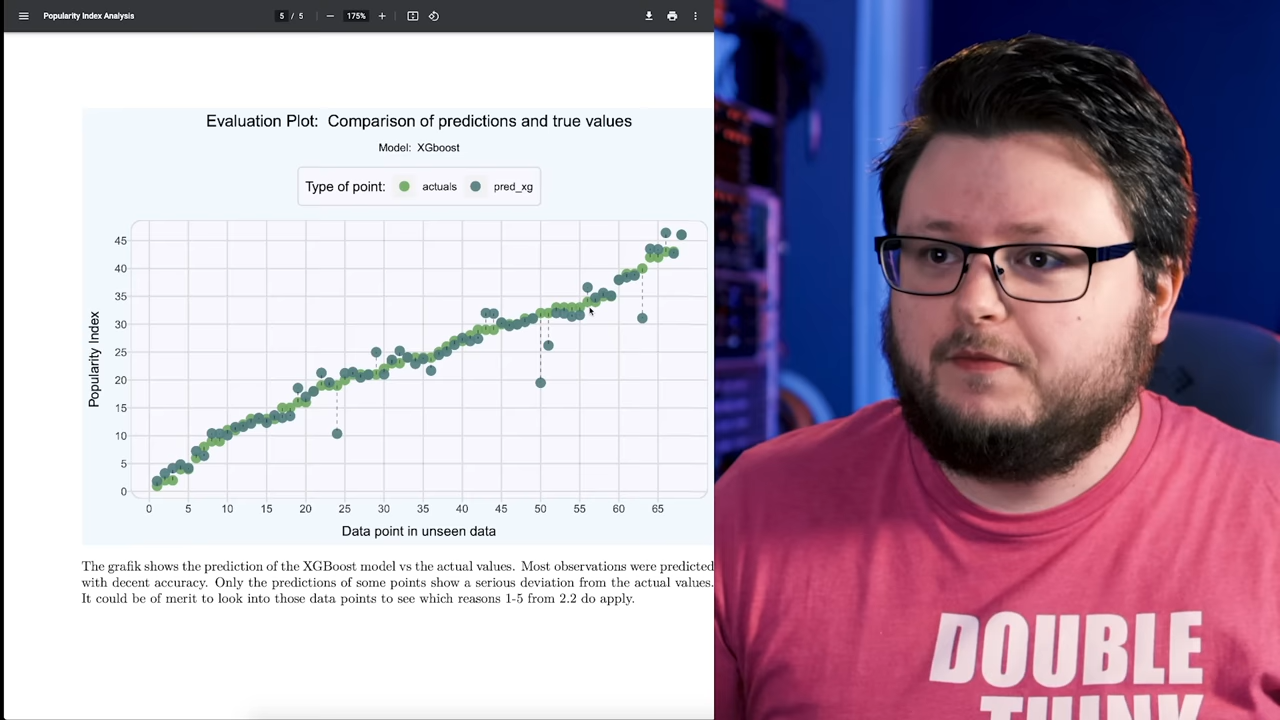 Popularity Index Analysis
5 / 5
175%
Evaluation Plot: Comparison of predictions and true values
Model: XGboost
Type of point: actuals pred_xg
Popularity Index
45
40
35
30
25
20
15
10
5
0
0 5 10 15 20 25 30 35 40 45 50 55 60 65
Data point in unseen data
The grafik shows the prediction of the XGBoost model vs the actual values. Most observations were predicted
with decent accuracy. Only the predictions of some points show a serious deviation from the actual values.
It could be of merit to look into those data points to see which reasons 1-5 from 2.2 do apply.
DOUBLE
THINK